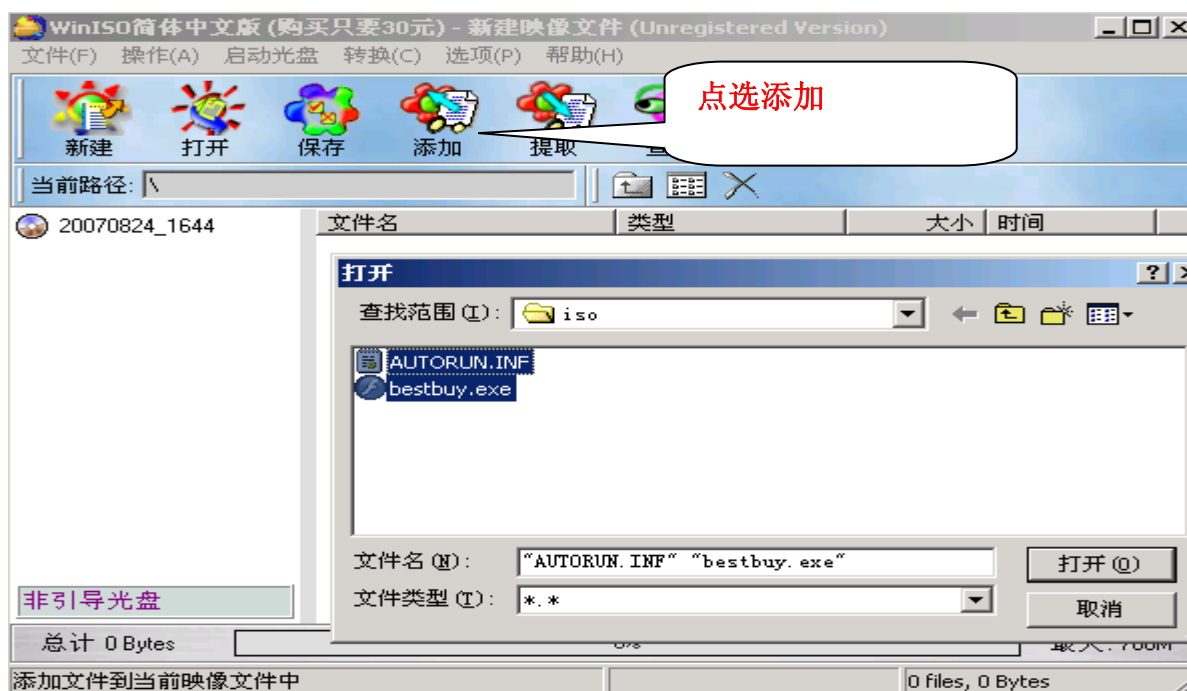 WinISO简体中文版 (购买只要30元) - 新建映像文件 (Unregistered Version)
文件(F) 操作(A) 启动光盘 转换(C) 选项(P) 帮助(H)
点选添加
新建 打开 保存 添加 提取
当前路径: \
20070824_1644
文件名 类型 大小 时间
打开
查找范围(I): iso
AUTORUN.INF
bestbuy.exe
文件名(N): "AUTORUN.INF" "bestbuy.exe"
打开(O)
文件类型(T): *.*
取消
非引导光盘
总计 0 Bytes
0%
最大: 700M
添加文件到当前映像文件中
0 files, 0 Bytes